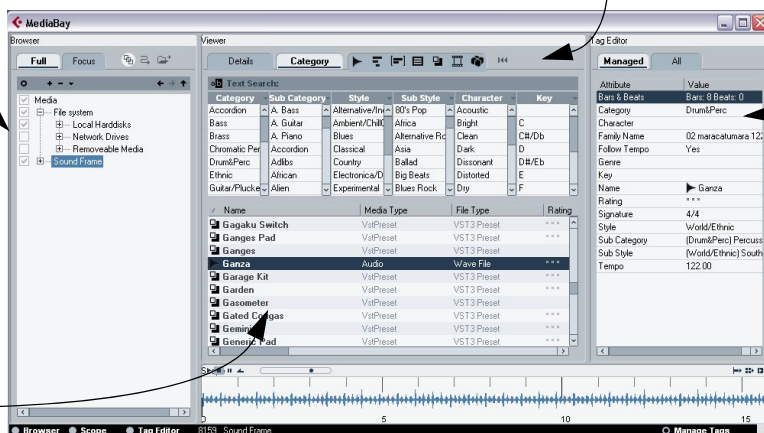 MediaBay
Browser
Viewer
Tag Editor
Full Focus
Details Category
Managed All
Text Search:
Attribute Value
Category Sub Category Style Sub Style Character Key
Bars & Beats Bars: 8 Beats: 0
Media
Accordion A. Bass Alternative/Indi 80's Pop Acoustic
Category Drum&Perc
File system
Bass A. Guitar Ambient/ChillO Africa Bright C
Character
Local Harddisks
Brass A. Piano Blues Alternative Ro Clean C#/Db
Family Name 02 maracatumara 122
Network Drives
Chromatic Per Accordion Classical Asia Dark D
Follow Tempo Yes
Removeable Media
Drum&Perc Adlibs Country Ballad Dissonant D#/Eb
Genre
Sound Frame
Ethnic African Electronica/D Big Beats Distorted E
Key
Guitar/Plucke Alien Experimental Blues Rock Dry F
Name Ganza
Rating
Name Media Type File Type Rating
Signature 4/4
Gagaku Switch VstPreset VST3 Preset
Style World/Ethnic
Ganges Pad VstPreset VST3 Preset
Sub Category (Drum&Perc) Percuss
Ganges VstPreset VST3 Preset
Sub Style (World/Ethnic) South
Ganza Audio Wave File
Tempo 122.00
Garage Kit VstPreset VST3 Preset
Garden VstPreset VST3 Preset
Gasometer VstPreset VST3 Preset
Gated Congas VstPreset VST3 Preset
Gemini VstPreset VST3 Preset
Generic Pad VstPreset VST3 Preset
0 5 10 15
Browser Scope Tag Editor 8159 Sound Frame Manage Tags